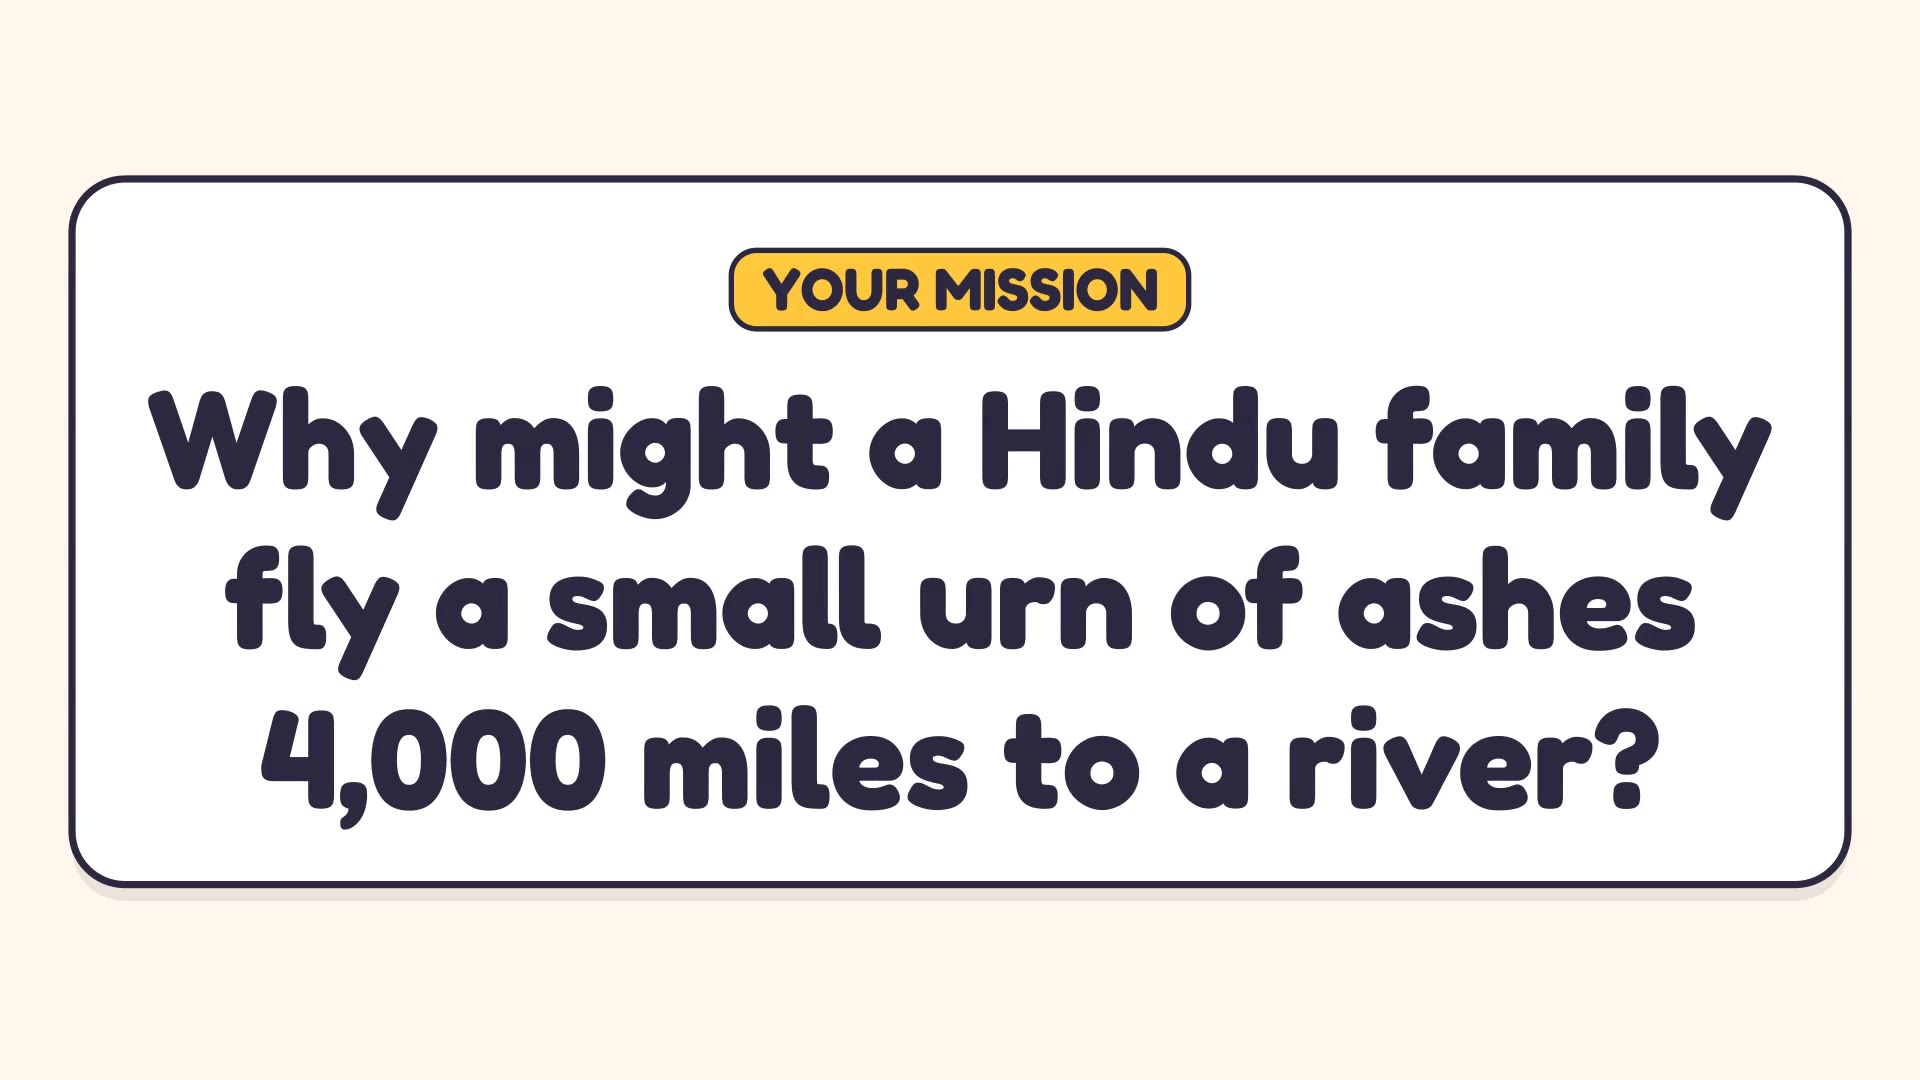 YOUR MISSION
Why might a Hindu family
fly a small urn of ashes
4,000 miles to a river?